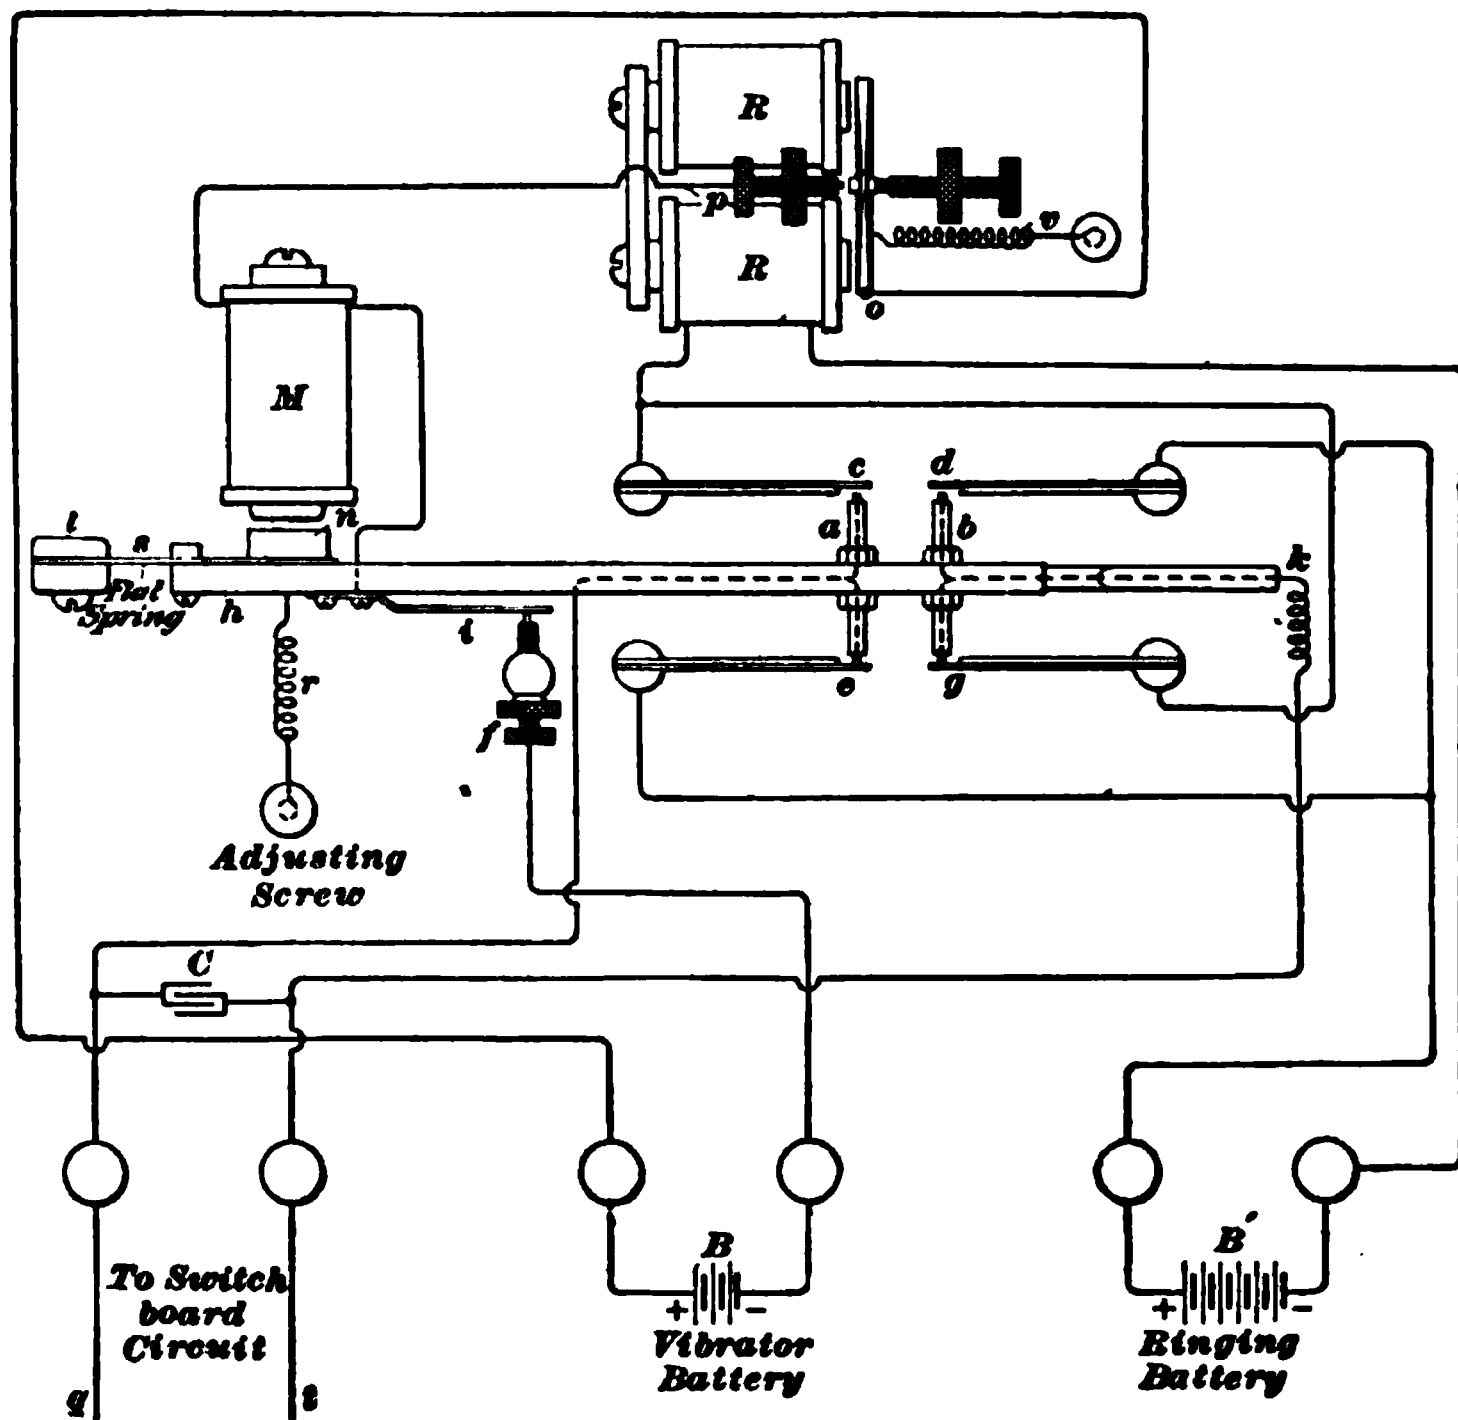 R
p
v
R
o
M
n
c
d
l
s
a
b
k
Flat
Spring
h
i
r
e
g
f
Adjusting
Screw
C
To Switch
board
Circuit
B
B'
+
-
+
-
Vibrator
Battery
Ringing
Battery
q
t